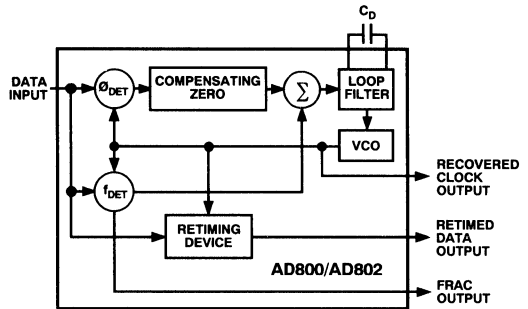 C_D
DATA
INPUT
Ø_DET
COMPENSATING
ZERO
Σ
LOOP
FILTER
VCO
RECOVERED
CLOCK
OUTPUT
f_DET
RETIMING
DEVICE
RETIMED
DATA
OUTPUT
AD800/AD802
FRAC
OUTPUT